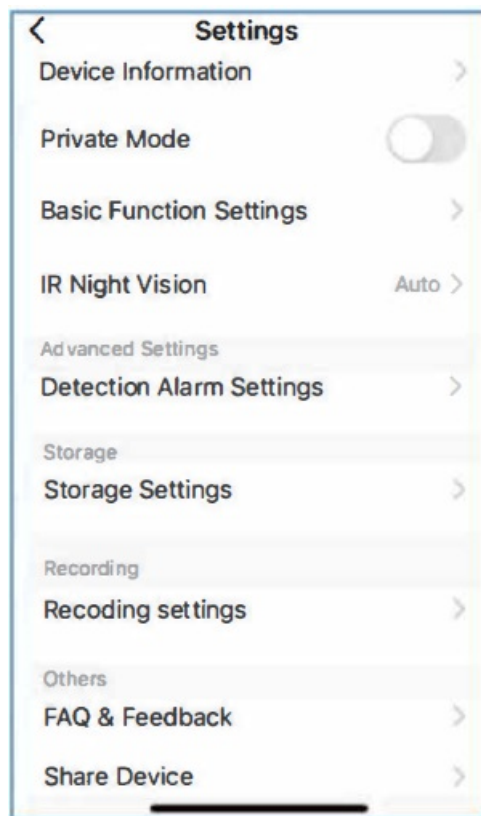 Settings
Device Information
Private Mode
Basic Function Settings
IR Night Vision Auto
Advanced Settings
Detection Alarm Settings
Storage
Storage Settings
Recording
Recoding settings
Others
FAQ & Feedback
Share Device